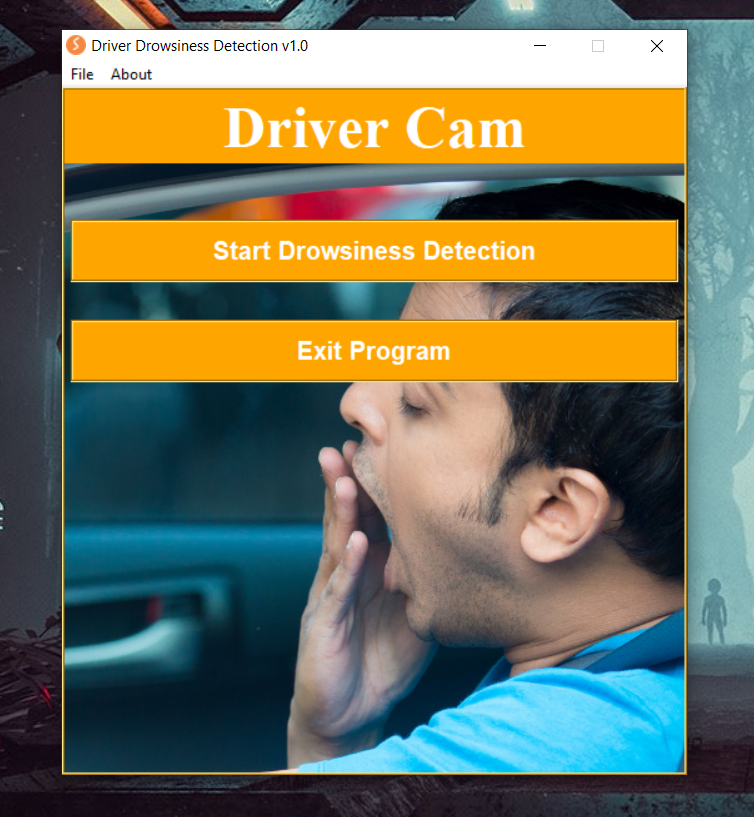 Driver Drowsiness Detection v1.0
File About
Driver Cam
Start Drowsiness Detection
Exit Program